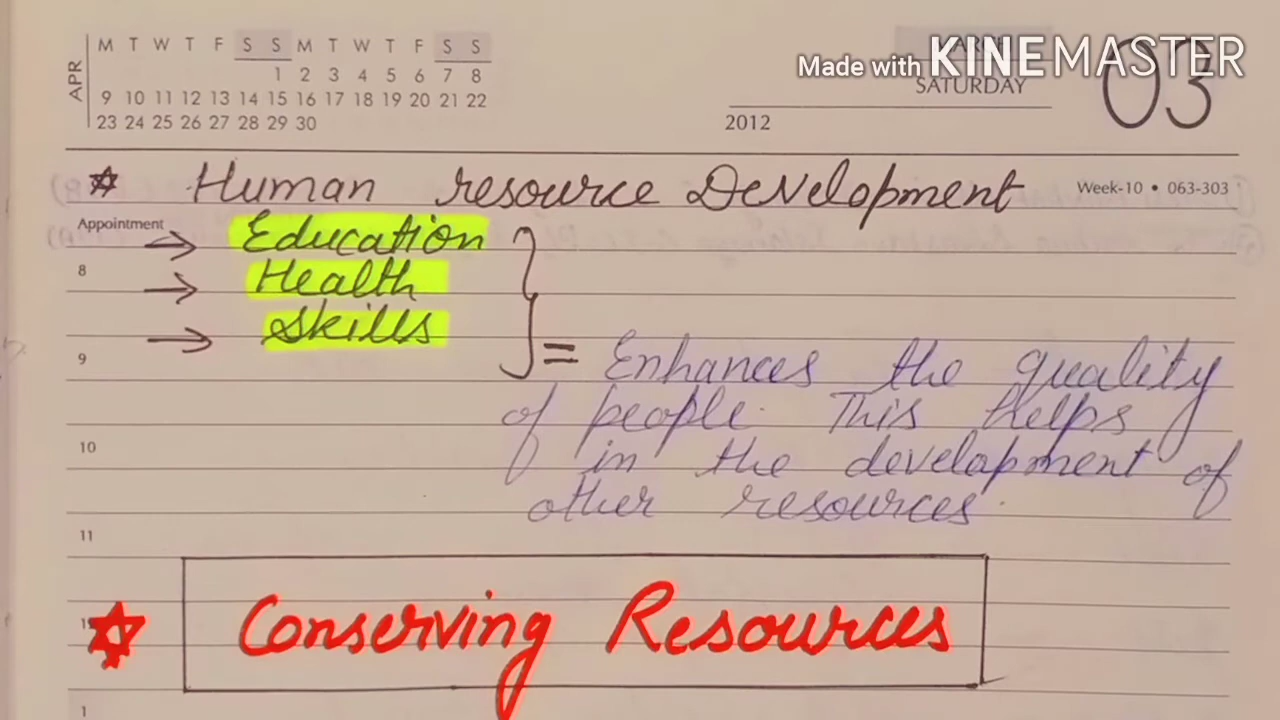 M T W T F S S M T W T F S S
APR
1 2 3 4 5 6 7 8
9 10 11 12 13 14 15 16 17 18 19 20 21 22
23 24 25 26 27 28 29 30
Made with KINEMASTER
SATURDAY
03
2012
Human resource Development
Week-10 • 063-303
Appointment
→ Education
8
→ Health
→ Skills
9
= Enhances the quality
of people. This helps
10
in the development of
other resources.
11
Conserving Resources
1